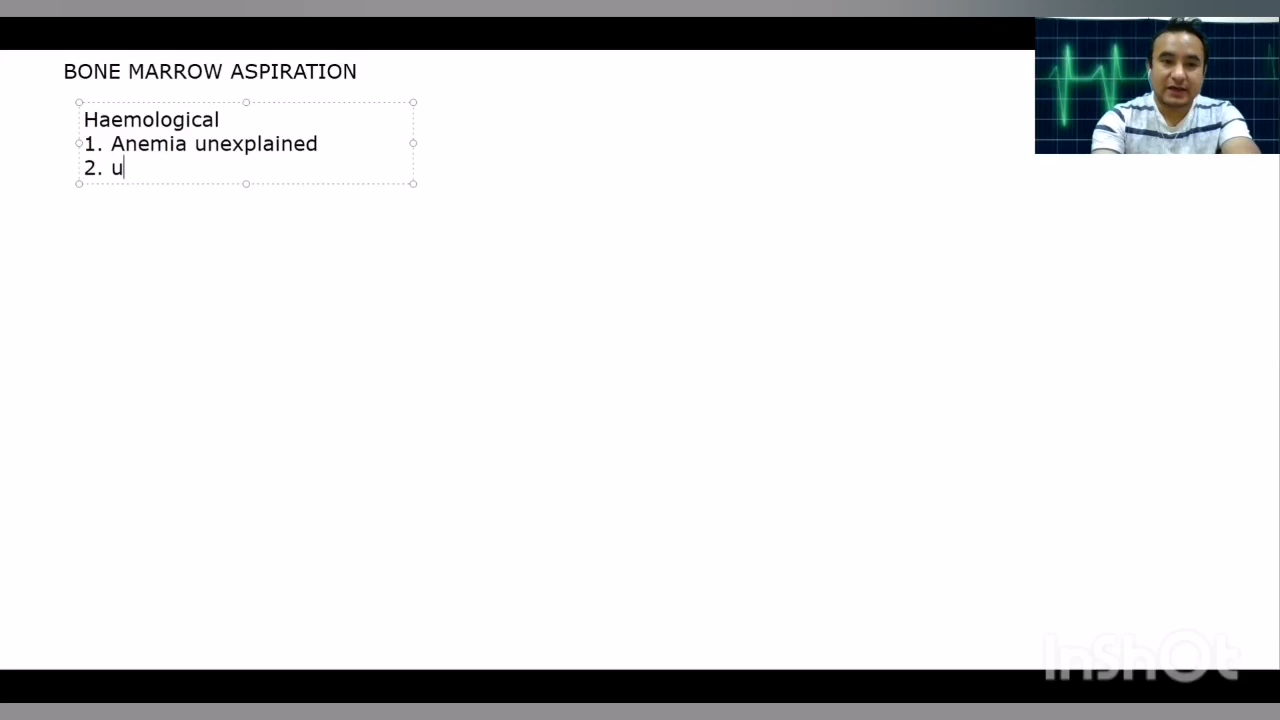 BONE MARROW ASPIRATION
Haemological
1. Anemia unexplained
2. u
InShOt